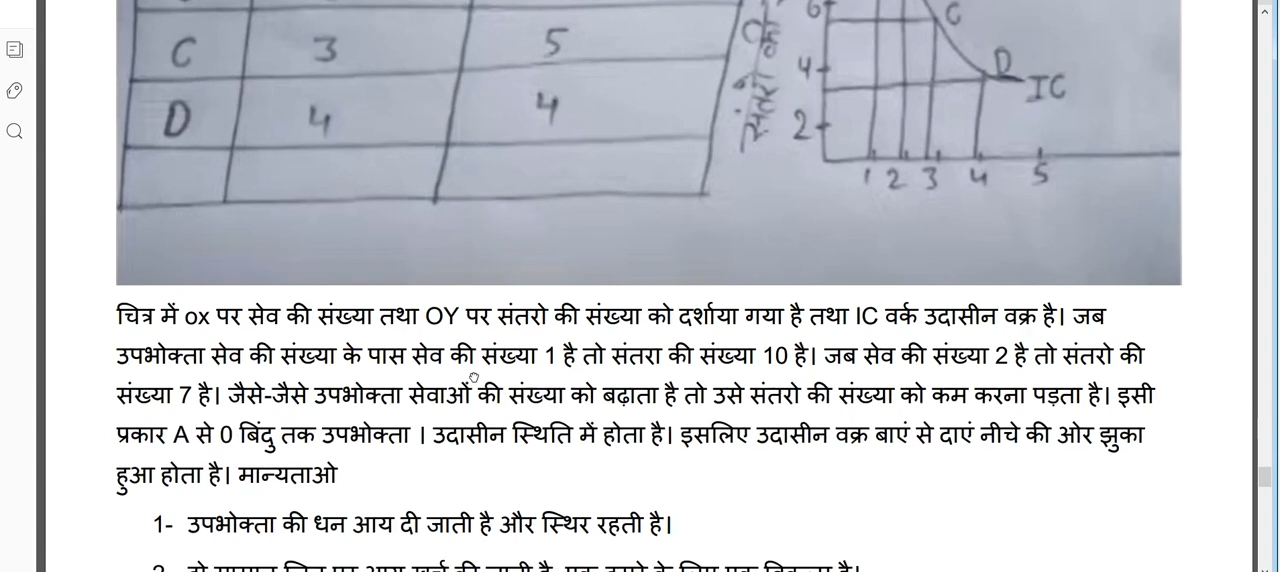 C 3 5
D 4 4
संतरो की
6
4
2
C
D
IC
1 2 3 4 5
चित्र में ox पर सेव की संख्या तथा OY पर संतरो की संख्या को दर्शाया गया है तथा IC वर्क उदासीन वक्र है। जब
उपभोक्ता सेव की संख्या के पास सेव की संख्या 1 है तो संतरा की संख्या 10 है। जब सेव की संख्या 2 है तो संतरो की
संख्या 7 है। जैसे-जैसे उपभोक्ता सेवाओं की संख्या को बढ़ाता है तो उसे संतरो की संख्या को कम करना पड़ता है। इसी
प्रकार A से 0 बिंदु तक उपभोक्ता । उदासीन स्थिति में होता है। इसलिए उदासीन वक्र बाएं से दाएं नीचे की ओर झुका
हुआ होता है। मान्यताओ
1- उपभोक्ता की धन आय दी जाती है और स्थिर रहती है।